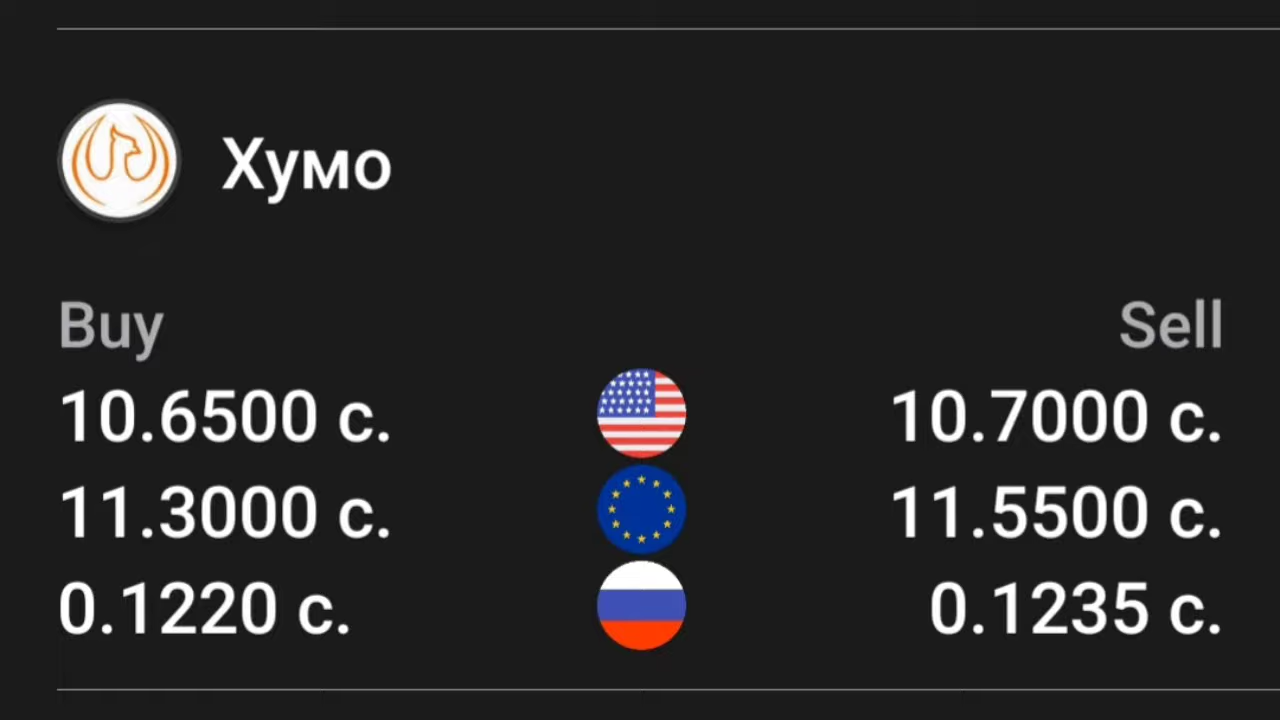 Хумо
Buy Sell
10.6500 с. 10.7000 с.
11.3000 с. 11.5500 с.
0.1220 с. 0.1235 с.